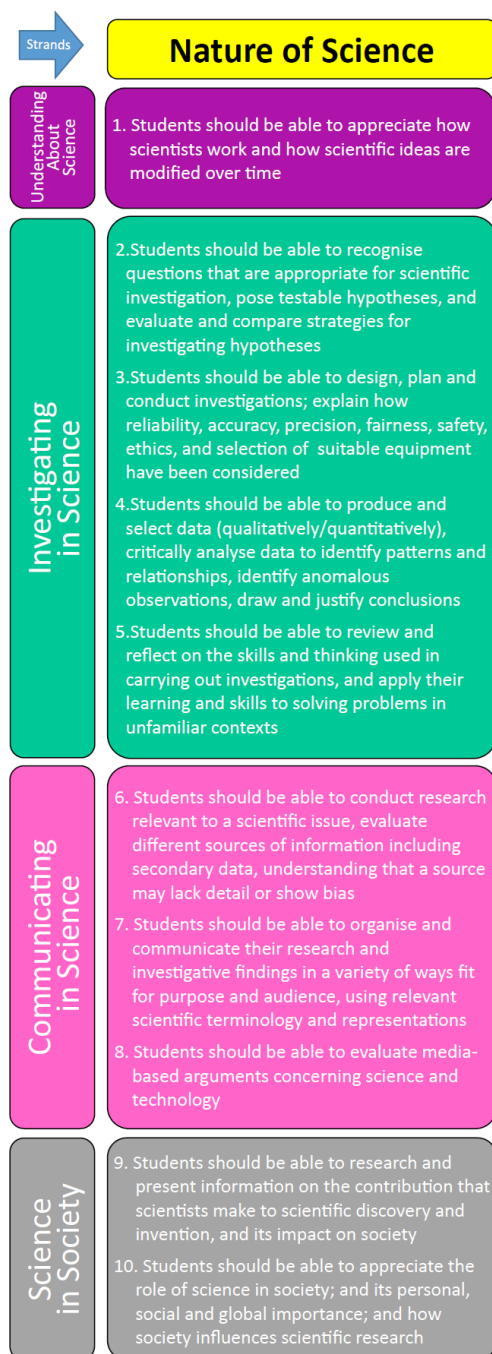 Strands
Nature of Science
Understanding
About
Science
1. Students should be able to appreciate how
scientists work and how scientific ideas are
modified over time
Investigating
in Science
2.Students should be able to recognise
questions that are appropriate for scientific
investigation, pose testable hypotheses, and
evaluate and compare strategies for
investigating hypotheses
3.Students should be able to design, plan and
conduct investigations; explain how
reliability, accuracy, precision, fairness, safety,
ethics, and selection of suitable equipment
have been considered
4.Students should be able to produce and
select data (qualitatively/quantitatively),
critically analyse data to identify patterns and
relationships, identify anomalous
observations, draw and justify conclusions
5.Students should be able to review and
reflect on the skills and thinking used in
carrying out investigations, and apply their
learning and skills to solving problems in
unfamiliar contexts
Communicating
in Science
6. Students should be able to conduct research
relevant to a scientific issue, evaluate
different sources of information including
secondary data, understanding that a source
may lack detail or show bias
7. Students should be able to organise and
communicate their research and
investigative findings in a variety of ways fit
for purpose and audience, using relevant
scientific terminology and representations
8. Students should be able to evaluate media-
based arguments concerning science and
technology
Science
in Society
9. Students should be able to research and
present information on the contribution that
scientists make to scientific discovery and
invention, and its impact on society
10. Students should be able to appreciate the
role of science in society; and its personal,
social and global importance; and how
society influences scientific research